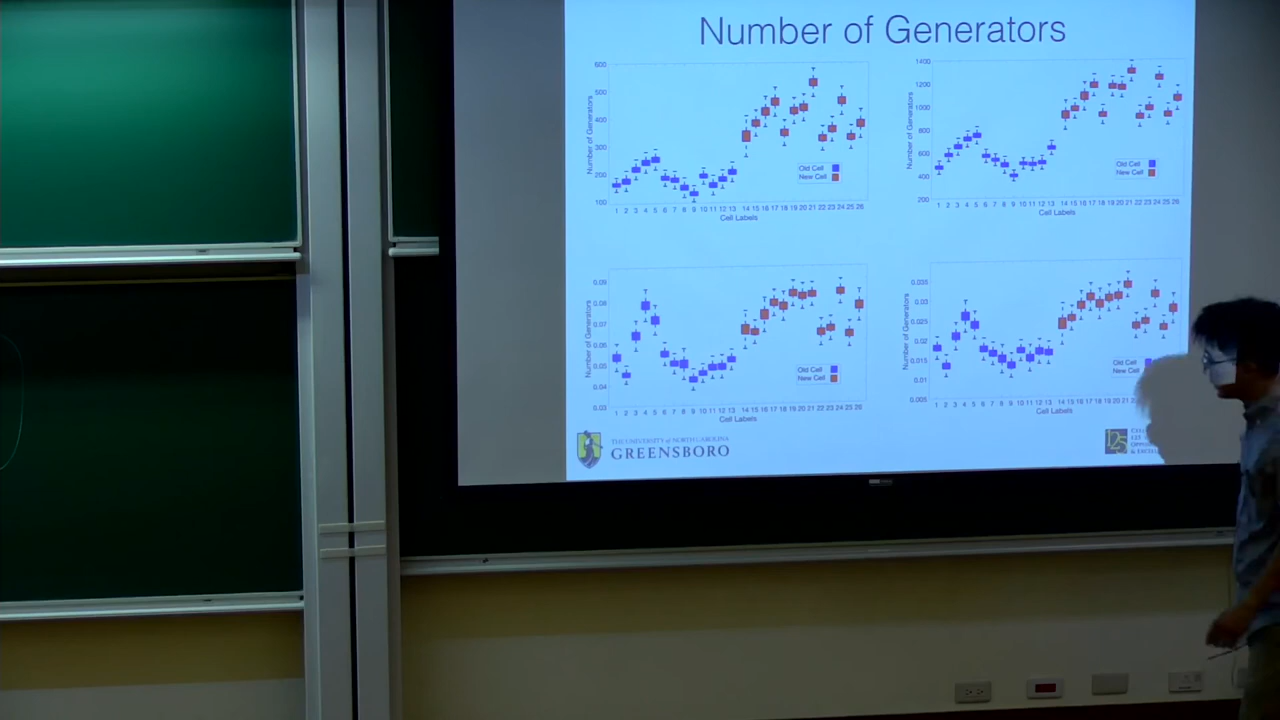 Number of Generators
600
500
400
300
200
100
Number of Generators
Old Cell
New Cell
1 2 3 4 5 6 7 8 9 10 11 12 13 14 15 16 17 18 19 20 21 22 23 24 25 26
Cell Labels
1400
1200
1000
800
600
400
200
Number of Generators
Old Cell
New Cell
1 2 3 4 5 6 7 8 9 10 11 12 13 14 15 16 17 18 19 20 21 22 23 24 25 26
Cell Labels
0.09
0.08
0.07
0.06
0.05
0.04
0.03
Number of Generators
Old Cell
New Cell
1 2 3 4 5 6 7 8 9 10 11 12 13 14 15 16 17 18 19 20 21 22 23 24 25 26
Cell Labels
0.035
0.03
0.025
0.02
0.015
0.01
0.005
Number of Generators
Old Cell
New Cell
1 2 3 4 5 6 7 8 9 10 11 12 13 14 15 16 17 18 19 20 21 22 23 24 25 26
Cell Labels
THE UNIVERSITY of NORTH CAROLINA
GREENSBORO
125